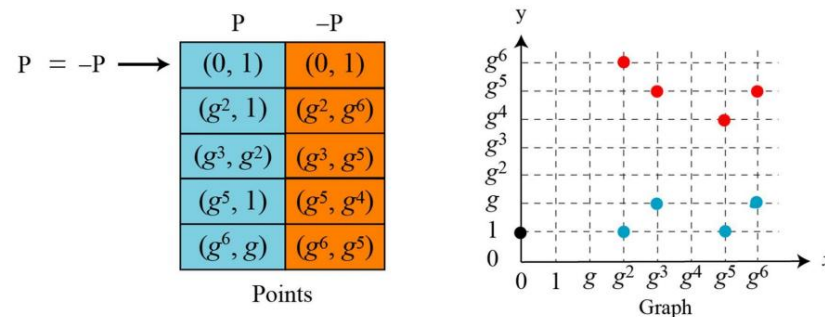 P –P
P = –P
(0, 1) (0, 1)
(g², 1) (g², g⁶)
(g³, g²) (g³, g⁵)
(g⁵, 1) (g⁵, g⁴)
(g⁶, g) (g⁶, g⁵)
Points
y
g⁶
g⁵
g⁴
g³
g²
g
1
0
0 1 g g² g³ g⁴ g⁵ g⁶
Graph